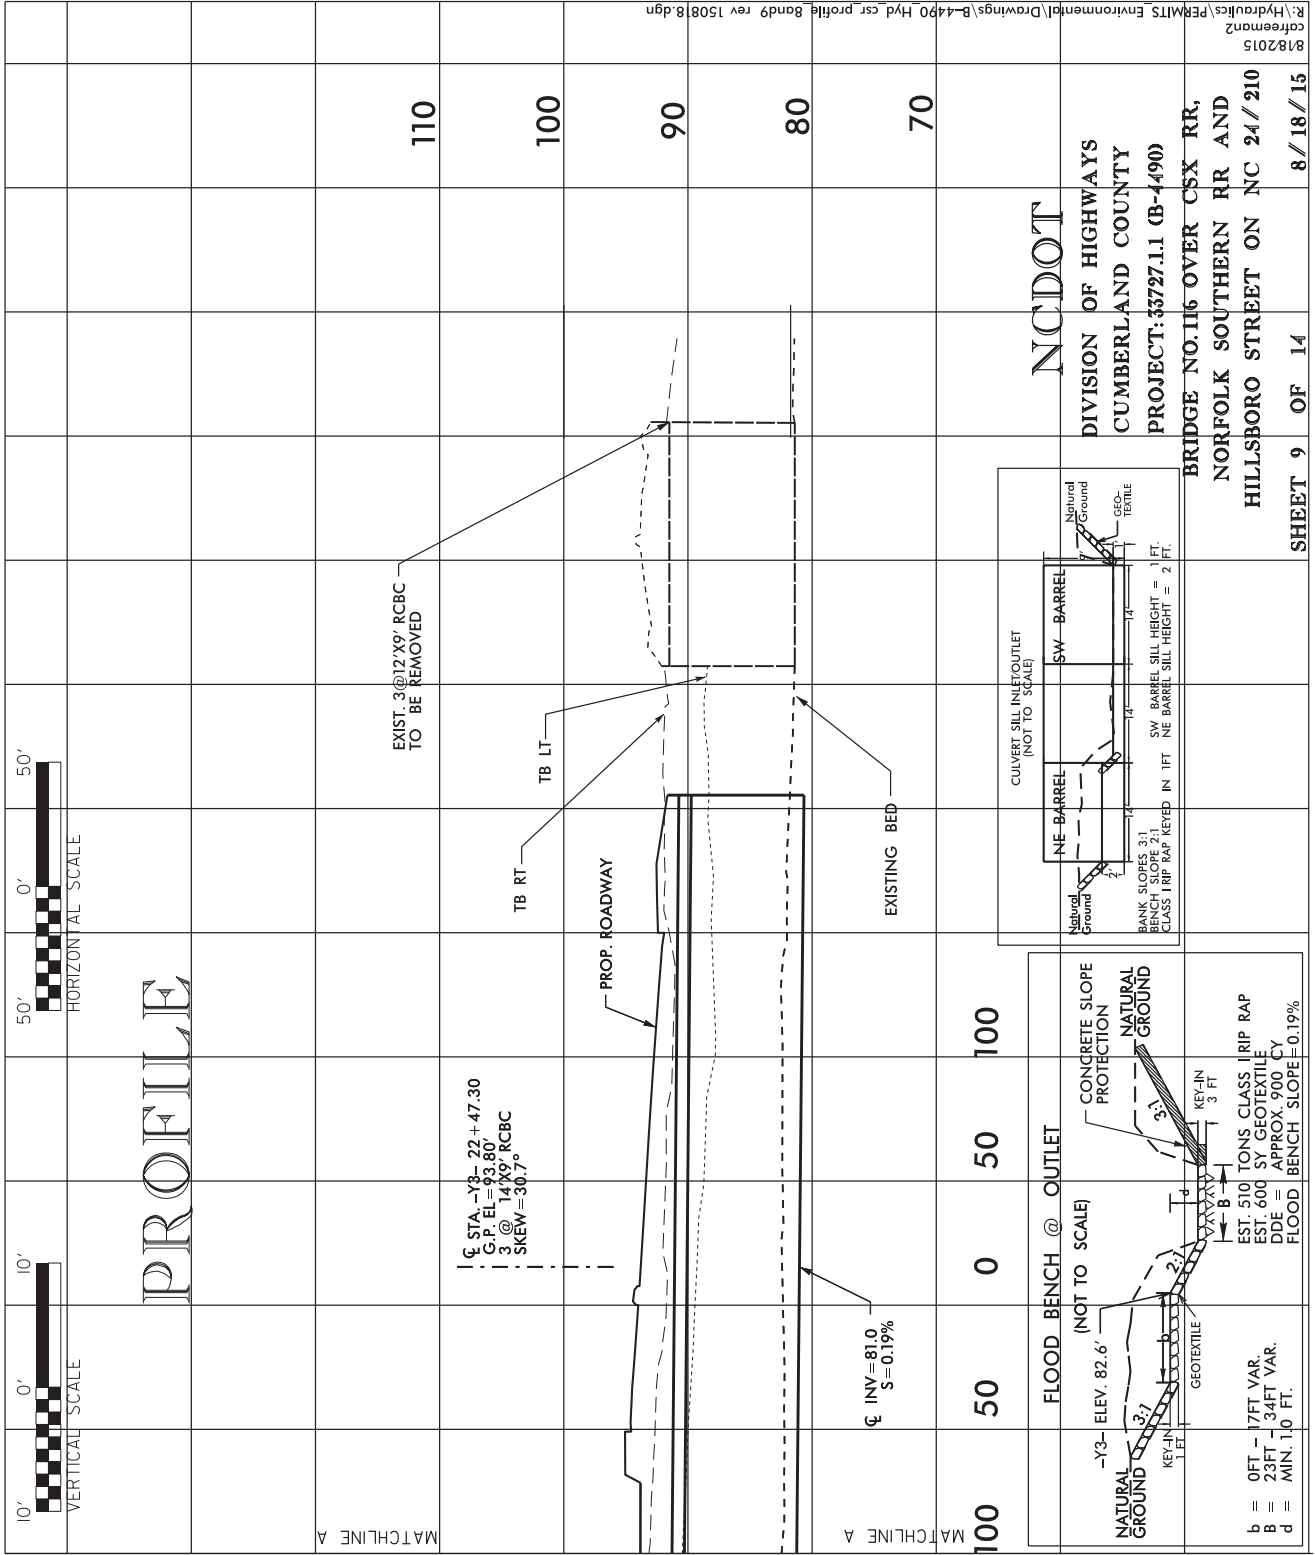 10' 0' 10'
VERTICAL SCALE
50' 0' 50'
HORIZONTAL SCALE
PROFILE
MATCHLINE A
EXIST. 3@12'X9' RCBC
TO BE REMOVED
110
100
90
80
70
℄ STA.-Y3- 22+47.30
G.P. EL=93.80'
3 @ 14'X9' RCBC
SKEW=30.7°
TB RT
TB LT
PROP. ROADWAY
EXISTING BED
℄ INV=81.0
S=0.19%
MATCHLINE A
100 50 0 50 100
FLOOD BENCH @ OUTLET
(NOT TO SCALE)
-Y3- ELEV. 82.6'
NATURAL
GROUND
3:1
KEY-IN
1 FT
b
GEOTEXTILE
2:1
d
B
3:1
KEY-IN
3 FT
CONCRETE SLOPE
PROTECTION
NATURAL
GROUND
b = 0FT - 17FT VAR.
B = 23FT - 34FT VAR.
d = MIN. 1.0 FT.
EST. 510 TONS CLASS I RIP RAP
EST. 600 SY GEOTEXTILE
DDE = APPROX. 900 CY
FLOOD BENCH SLOPE=0.19%
CULVERT SILL INLET/OUTLET
(NOT TO SCALE)
Natural
Ground
NE BARREL
SW BARREL
Natural
Ground
GEO-
TEXTILE
2'
14' 14' 14'
9'
1'
BANK SLOPES 3:1
BENCH SLOPE 2:1
CLASS I RIP RAP KEYED IN 1FT
SW BARREL SILL HEIGHT = 1 FT.
NE BARREL SILL HEIGHT = 2 FT.
NCDOT
DIVISION OF HIGHWAYS
CUMBERLAND COUNTY
PROJECT:33727.1.1 (B-4490)
BRIDGE NO.116 OVER CSX RR,
NORFOLK SOUTHERN RR AND
HILLSBORO STREET ON NC 24/210
SHEET 9 OF 14 8/18/15
8/18/2015
cafreeman2
R:\Hydraulics\PERMITS_Environmental\Drawings\B-4490_Hyd_csr_profile_8and9 rev 150818.dgn